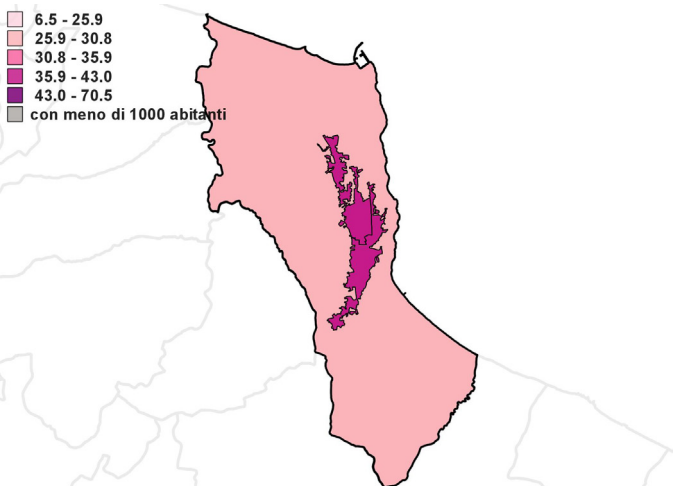 6.5 - 25.9
25.9 - 30.8
30.8 - 35.9
35.9 - 43.0
43.0 - 70.5
con meno di 1000 abitanti